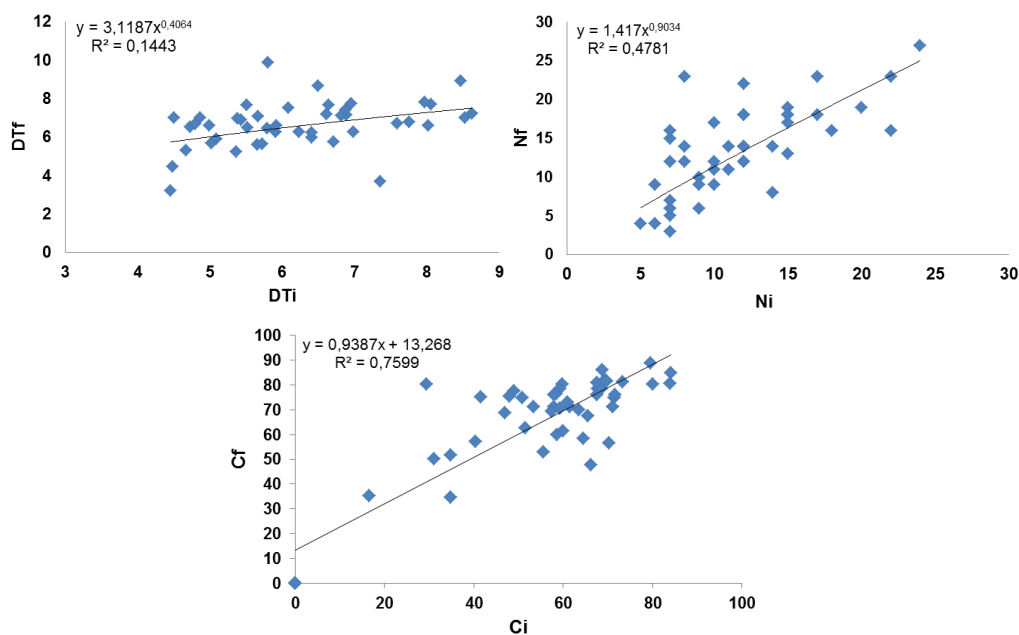 y = 3,1187x^0,4064
R² = 0,1443
12
10
8
6
4
2
0
DTf
3 4 5 6 7 8 9
DTi
y = 1,417x^0,9034
R² = 0,4781
30
25
20
15
10
5
0
Nf
0 5 10 15 20 25 30
Ni
y = 0,9387x + 13,268
R² = 0,7599
100
90
80
70
60
50
40
30
20
10
0
Cf
0 20 40 60 80 100
Ci